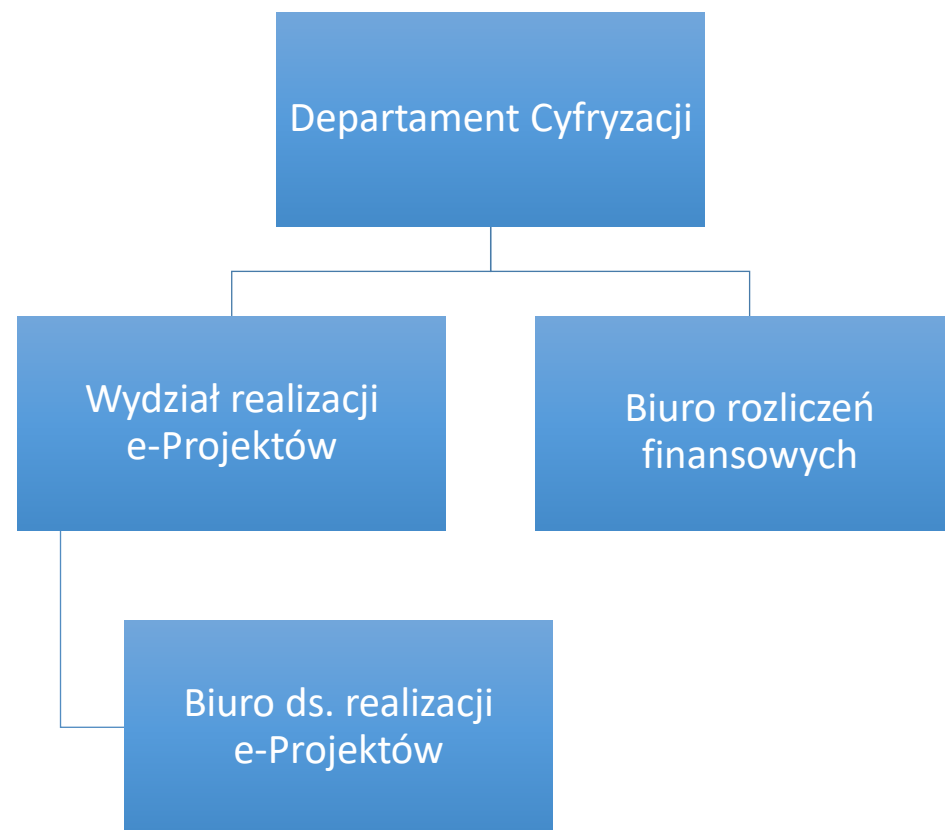 Departament Cyfryzacji
Wydział realizacji
e-Projektów
Biuro rozliczeń
finansowych
Biuro ds. realizacji
e-Projektów